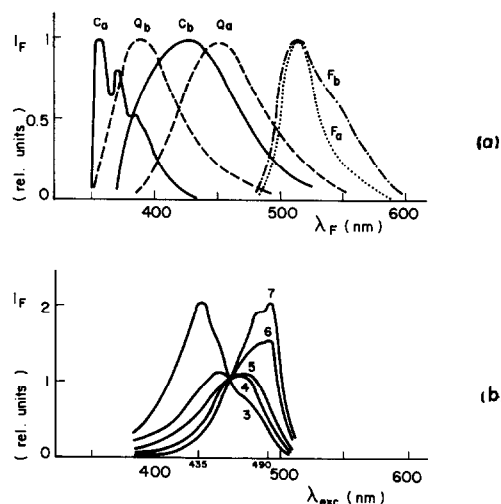 Ca Qb Cb Qa
IF
1
0.5
0
( rel. units )
Fb
Fa
400 500 600
λF ( nm )
(a)
IF
2
1
0
( rel. units )
7
6
5
4
3
400 435 490 500 600
λexc ( nm )
(b